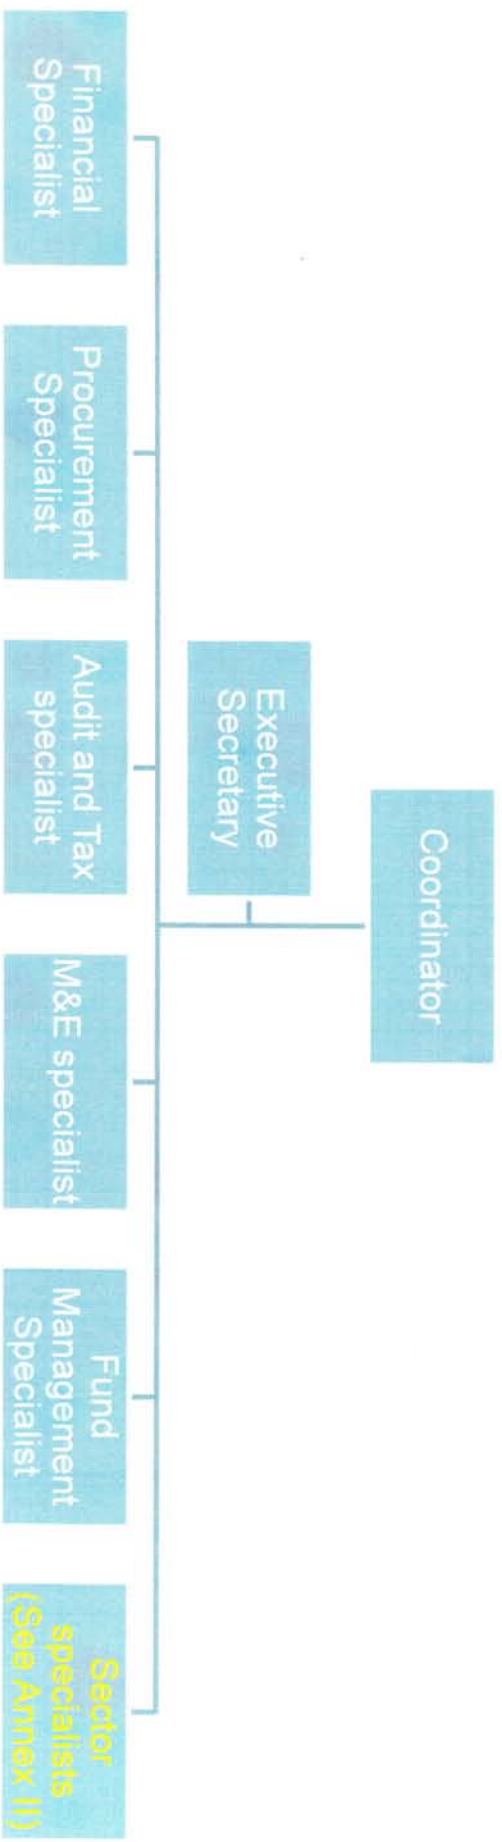 Coordinator
Executive
Secretary
Financial
Specialist
Procurement
Specialist
Audit and Tax
specialist
M&E specialist
Fund
Management
Specialist
Sector
specialists
(See Annex II)